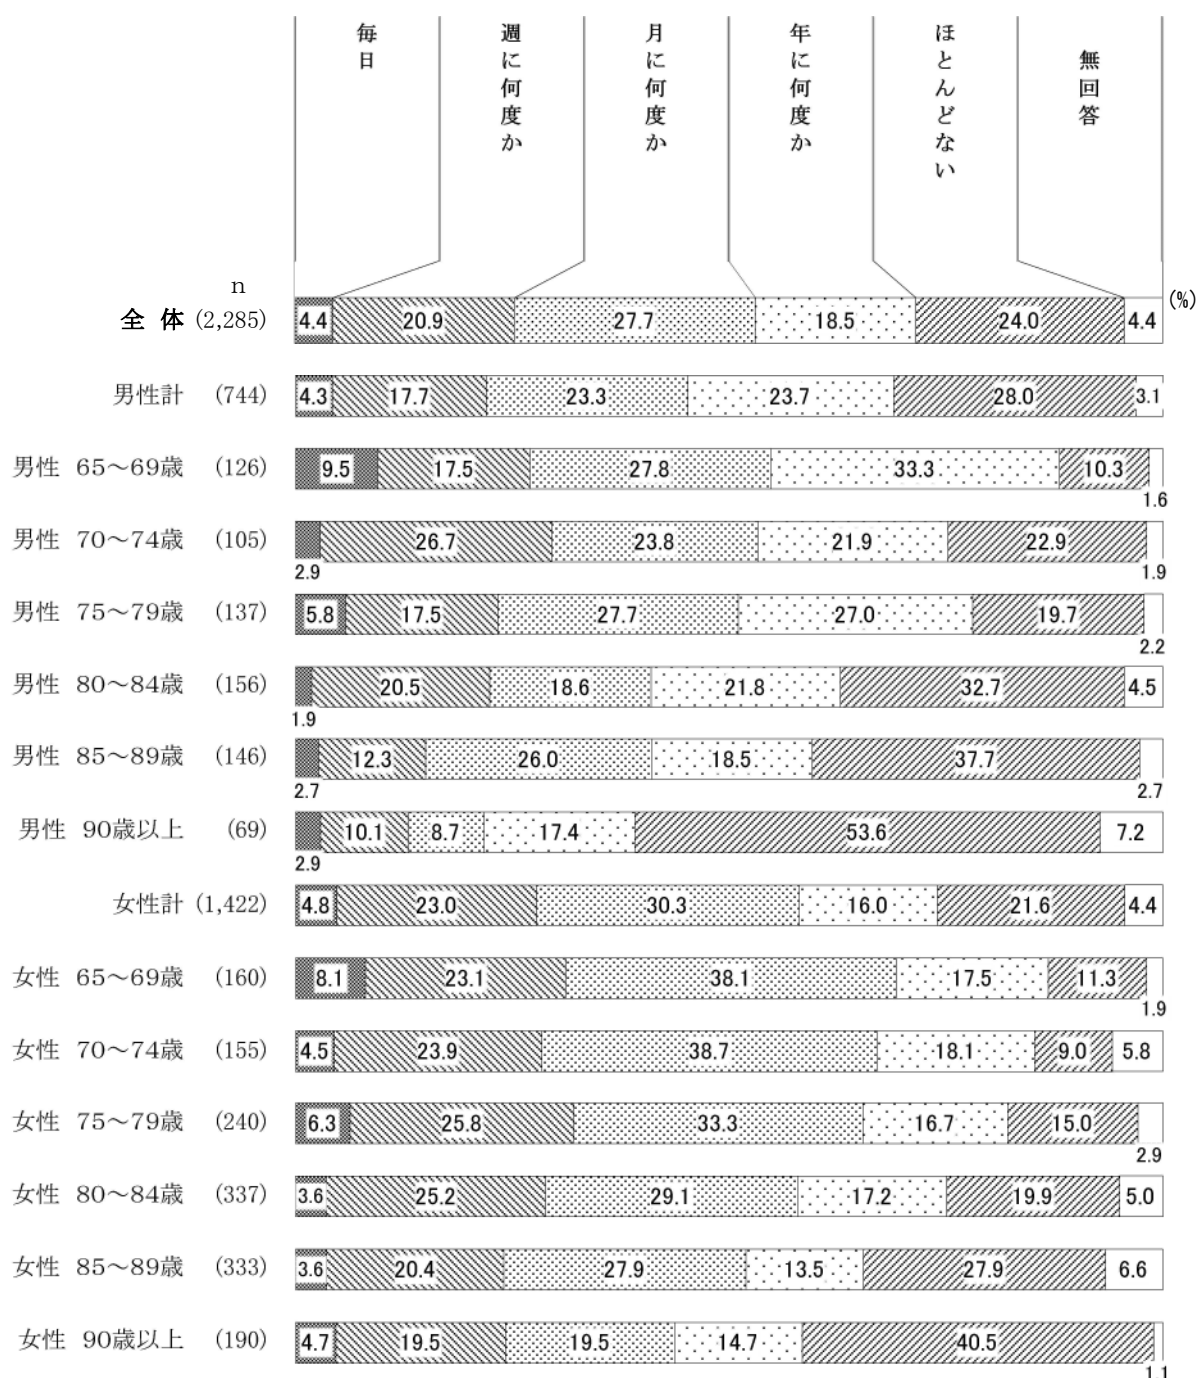 毎日
週に何度か
月に何度か
年に何度か
ほとんどない
無回答
n
(%)
全 体 (2,285) 4.4 20.9 27.7 18.5 24.0 4.4
男性計 (744) 4.3 17.7 23.3 23.7 28.0 3.1
男性 65～69歳 (126) 9.5 17.5 27.8 33.3 10.3 1.6
男性 70～74歳 (105) 2.9 26.7 23.8 21.9 22.9 1.9
男性 75～79歳 (137) 5.8 17.5 27.7 27.0 19.7 2.2
男性 80～84歳 (156) 1.9 20.5 18.6 21.8 32.7 4.5
男性 85～89歳 (146) 2.7 12.3 26.0 18.5 37.7 2.7
男性 90歳以上 (69) 2.9 10.1 8.7 17.4 53.6 7.2
女性計 (1,422) 4.8 23.0 30.3 16.0 21.6 4.4
女性 65～69歳 (160) 8.1 23.1 38.1 17.5 11.3 1.9
女性 70～74歳 (155) 4.5 23.9 38.7 18.1 9.0 5.8
女性 75～79歳 (240) 6.3 25.8 33.3 16.7 15.0 2.9
女性 80～84歳 (337) 3.6 25.2 29.1 17.2 19.9 5.0
女性 85～89歳 (333) 3.6 20.4 27.9 13.5 27.9 6.6
女性 90歳以上 (190) 4.7 19.5 19.5 14.7 40.5 1.1